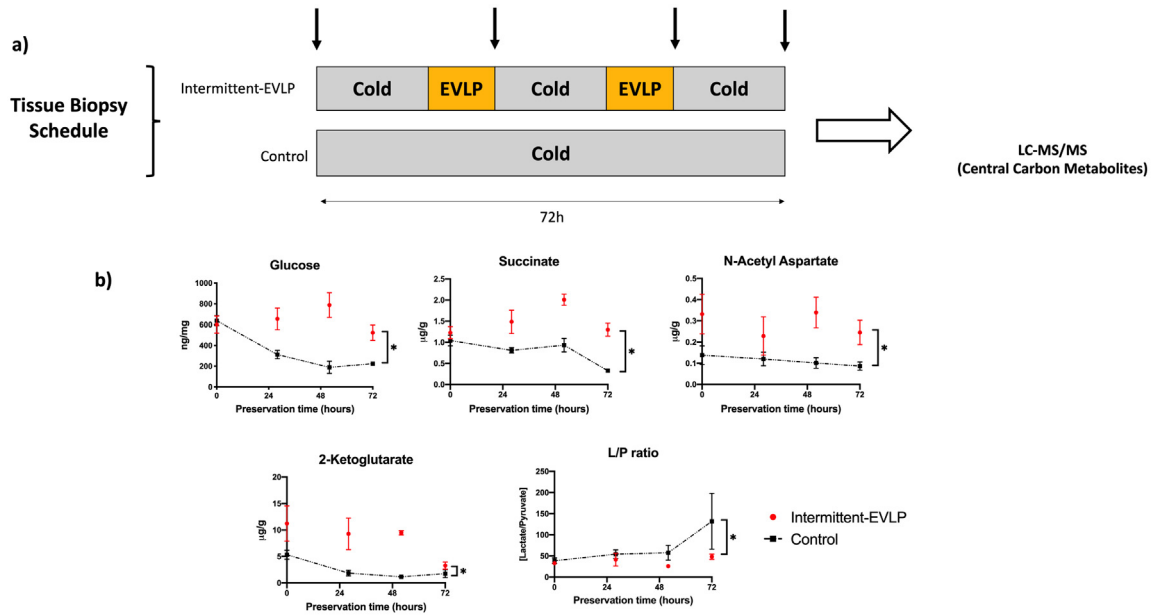 a)
Tissue Biopsy
Schedule
Intermittent-EVLP
Cold
EVLP
Cold
EVLP
Cold
Control
Cold
72h
LC-MS/MS
(Central Carbon Metabolites)
b)
Glucose
ng/mg
1000
800
600
400
200
0
0
24
48
72
Preservation time (hours)
*
Succinate
µg/g
2.5
2.0
1.5
1.0
0.5
0.0
0
24
48
72
Preservation time (hours)
*
N-Acetyl Aspartate
µg/g
0.5
0.4
0.3
0.2
0.1
0.0
0
24
48
72
Preservation time (hours)
*
2-Ketoglutarate
µg/g
20
15
10
5
0
0
24
48
72
Preservation time (hours)
*
L/P ratio
[Lactate/Pyruvate]
250
200
150
100
50
0
0
24
48
72
Preservation time (hours)
*
Intermittent-EVLP
Control